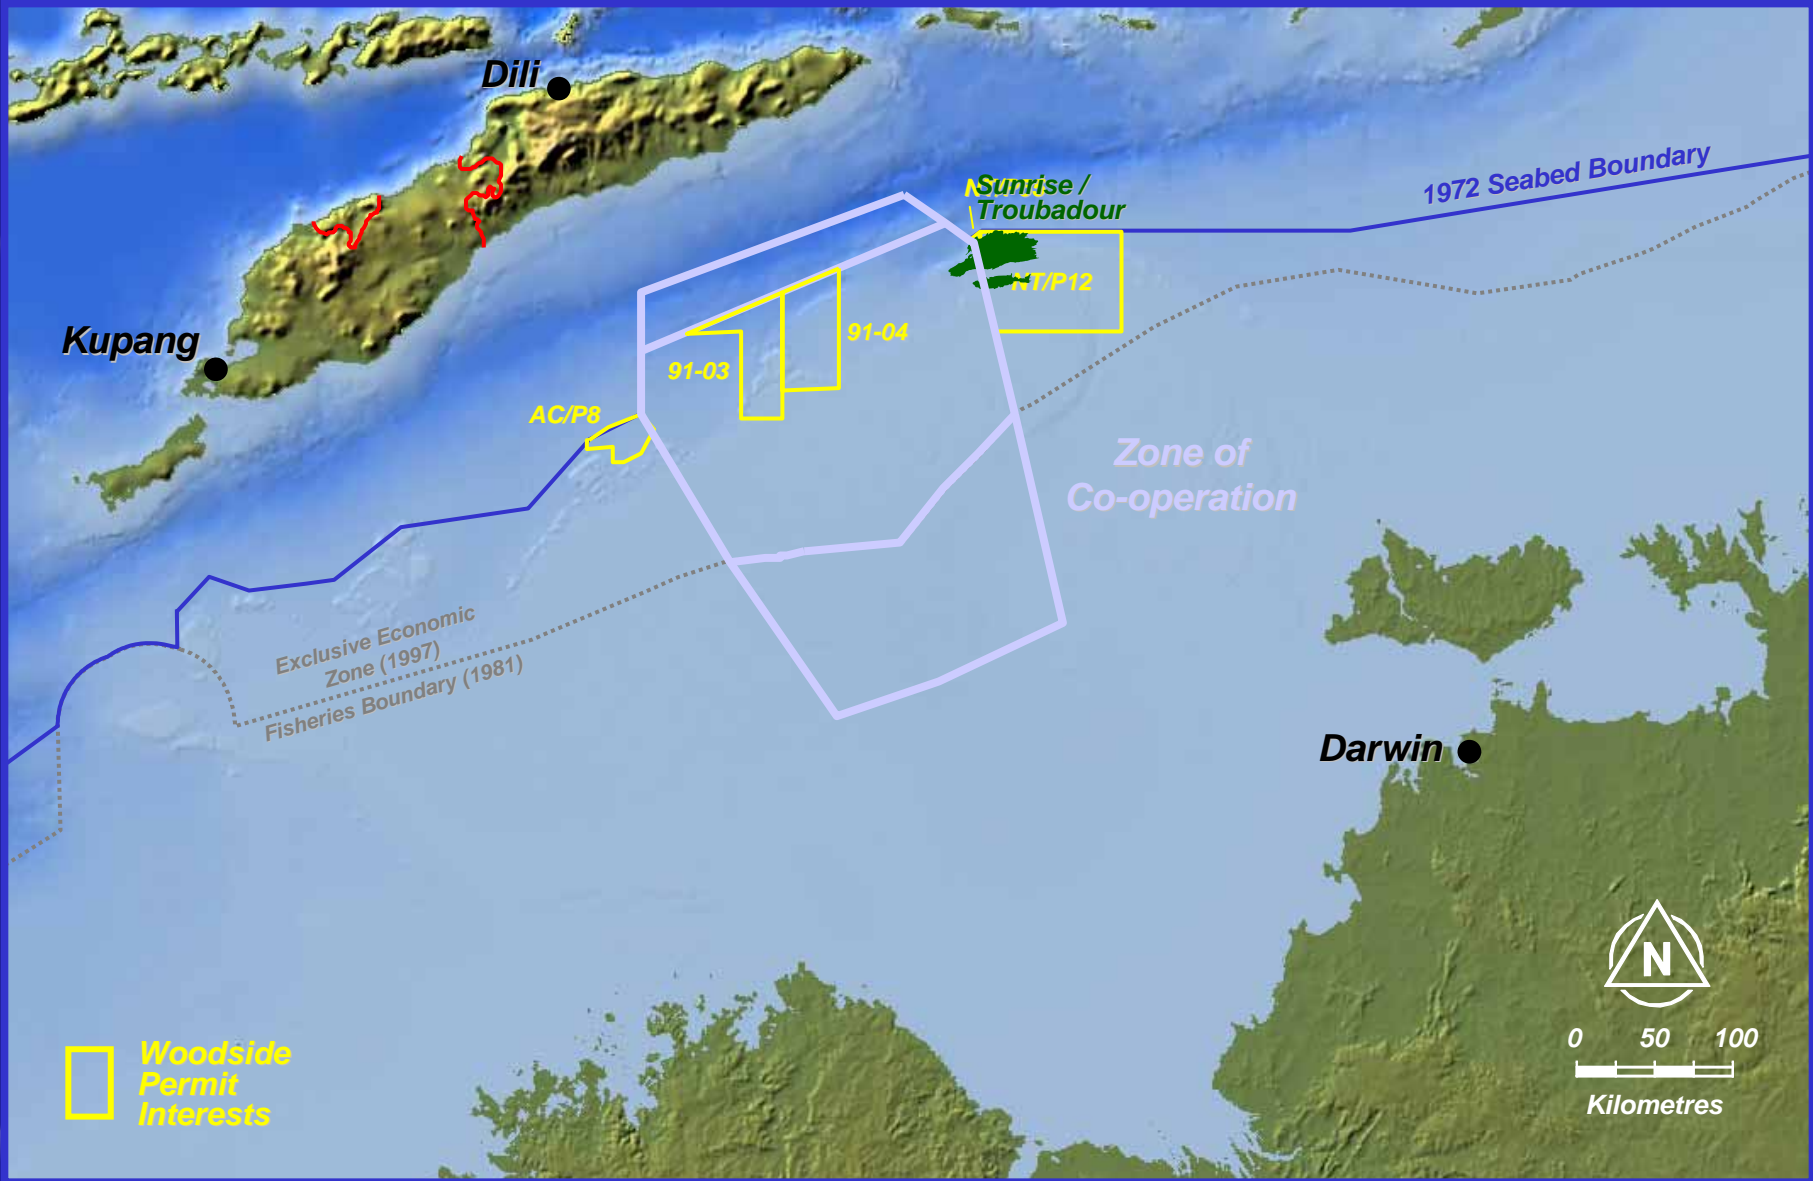 Dili
1972 Seabed Boundary
Sunrise /
Troubadour
NT/P12
Kupang
91-04
91-03
AC/P8
Zone of
Co-operation
Exclusive Economic
Zone (1997)
Fisheries Boundary (1981)
Darwin
N
0 50 100
Kilometres
Woodside
Permit
Interests